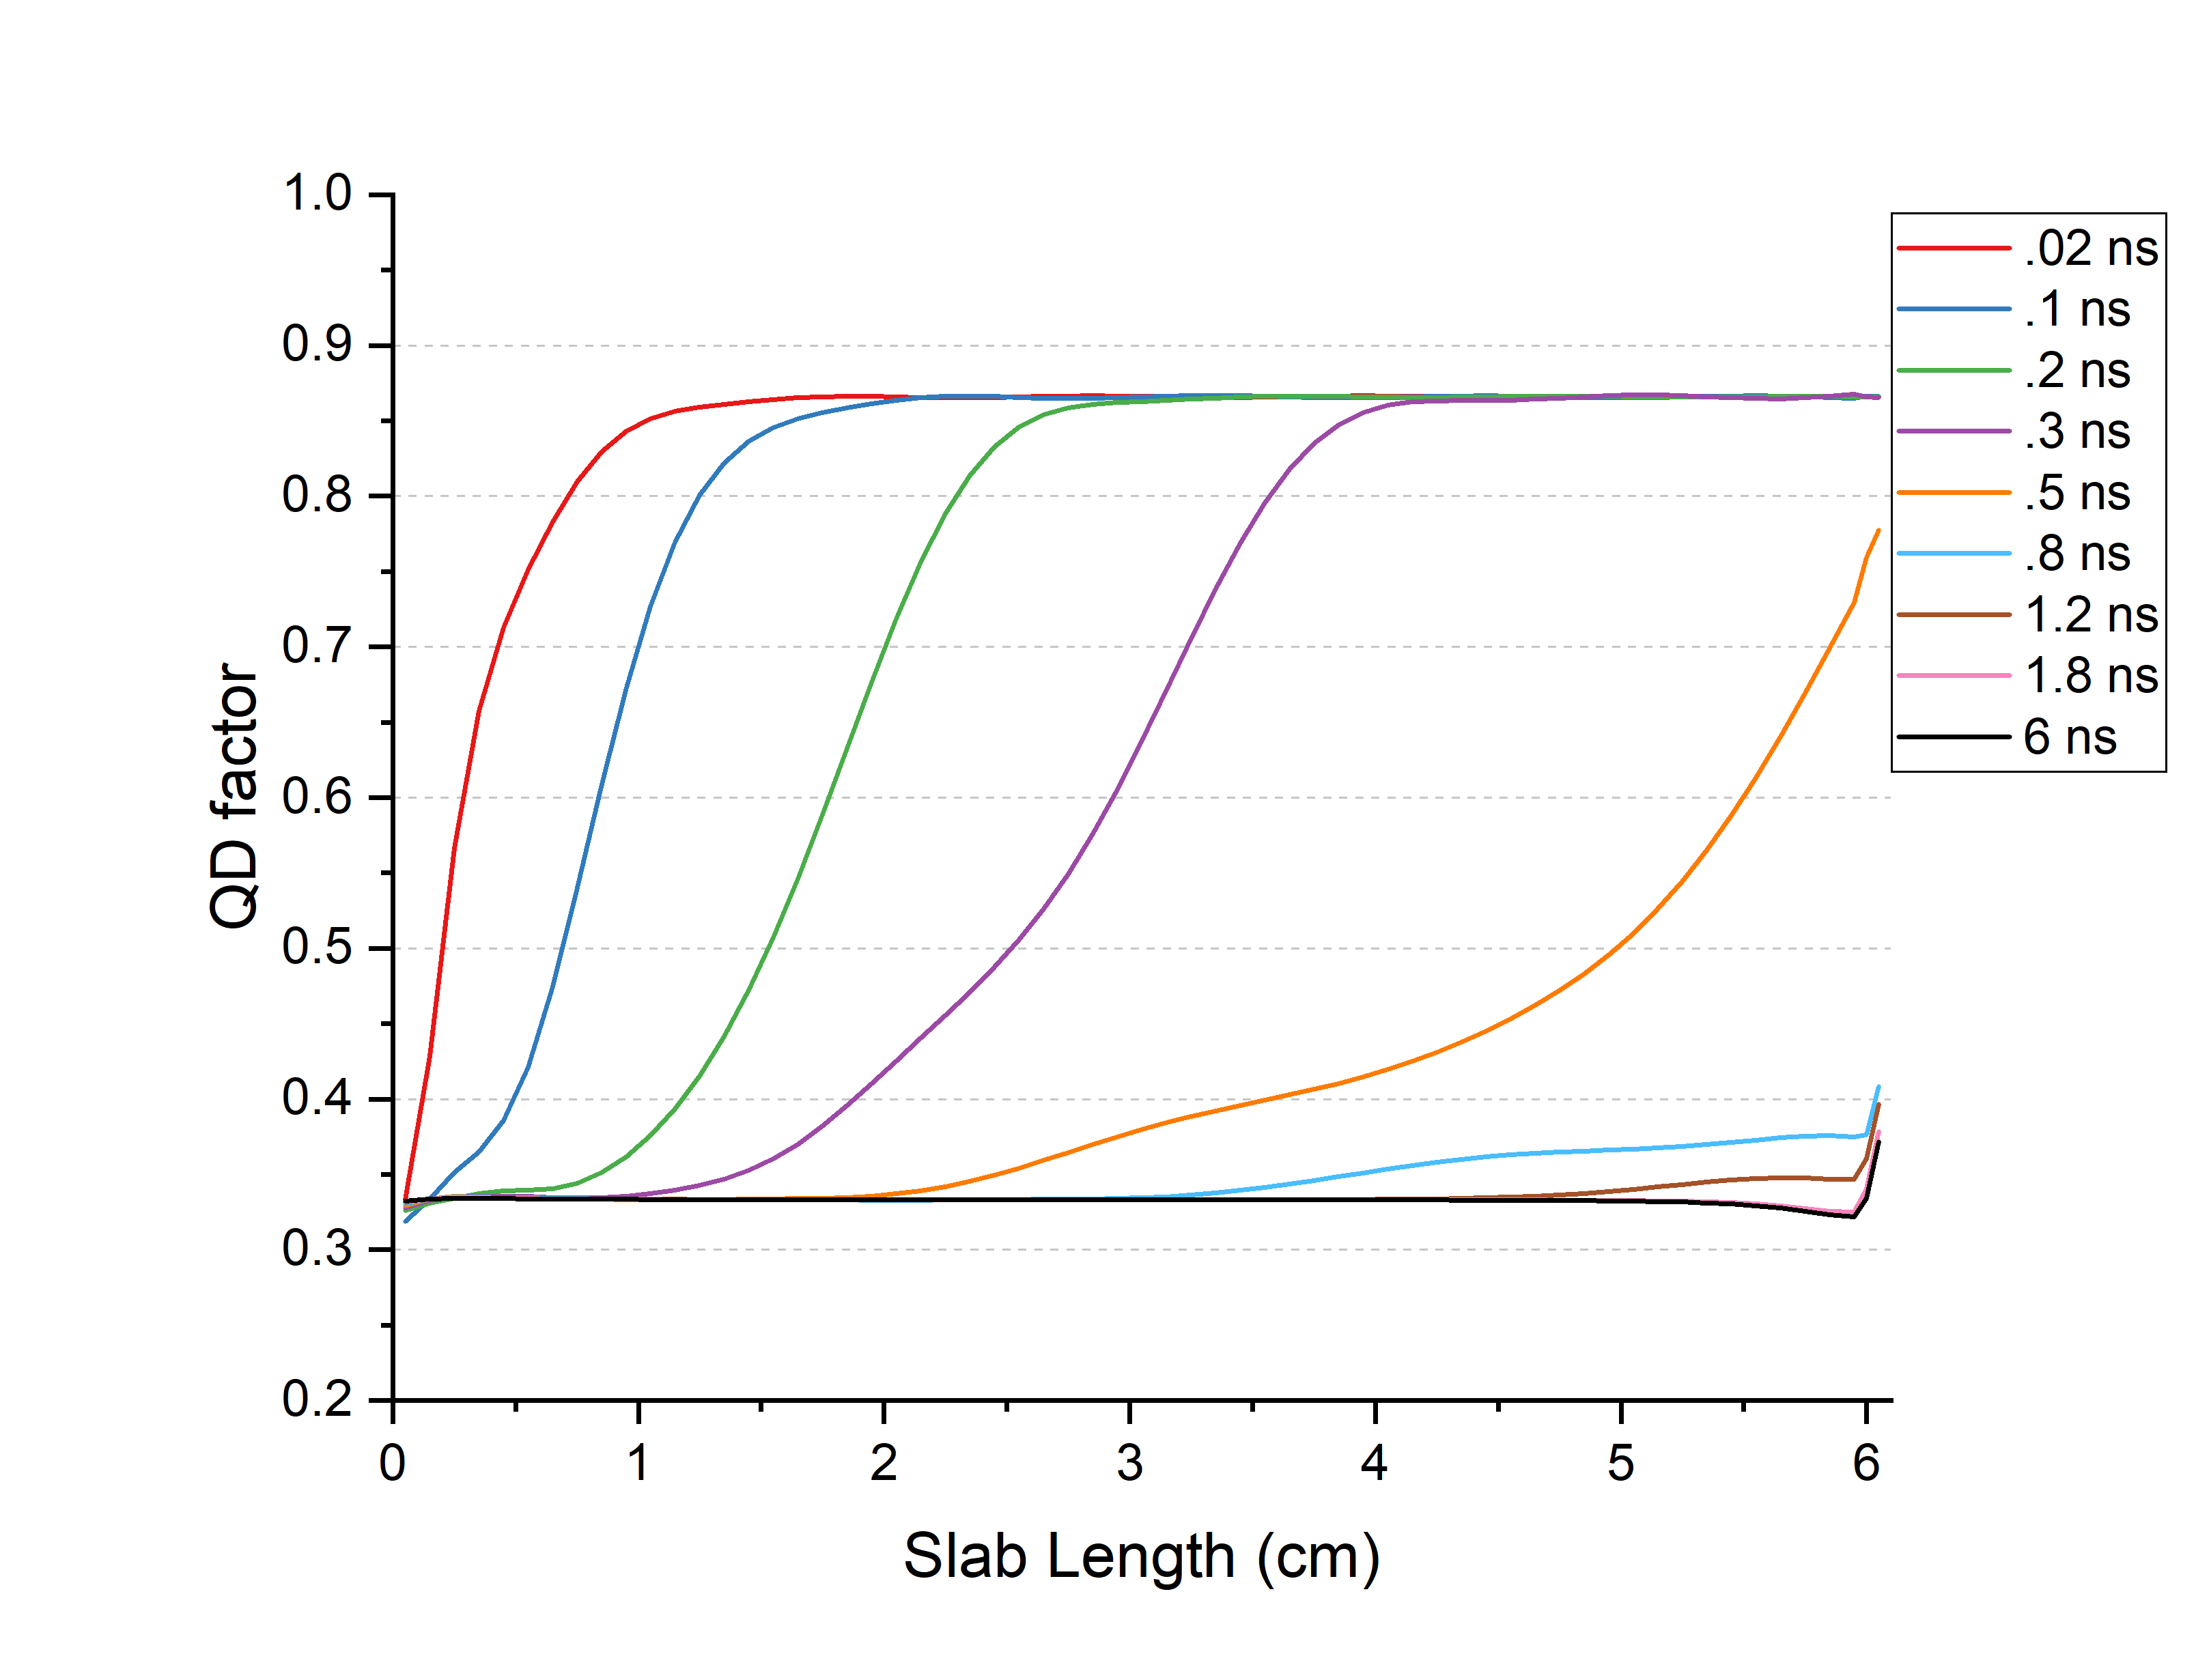 1.0
0.9
0.8
0.7
0.6
0.5
0.4
0.3
0.2
QD factor
0 1 2 3 4 5 6
Slab Length (cm)
.02 ns
.1 ns
.2 ns
.3 ns
.5 ns
.8 ns
1.2 ns
1.8 ns
6 ns